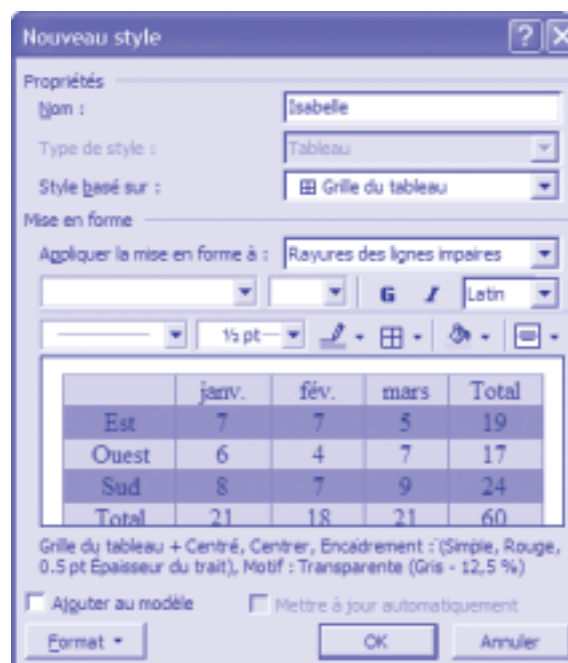 Nouveau style
Propriétés
Nom :
Isabelle
Type de style :
Tableau
Style basé sur :
Grille du tableau
Mise en forme
Appliquer la mise en forme à :
Rayures des lignes impaires
G I Latin
½ pt
janv. fév. mars Total
Est 7 7 5 19
Ouest 6 4 7 17
Sud 8 7 9 24
Total 21 18 21 60
Grille du tableau + Centré, Centrer, Encadrement : (Simple, Rouge,
0.5 pt Épaisseur du trait), Motif : Transparente (Gris - 12,5 %)
Ajouter au modèle
Mettre à jour automatiquement
Format
OK
Annuler